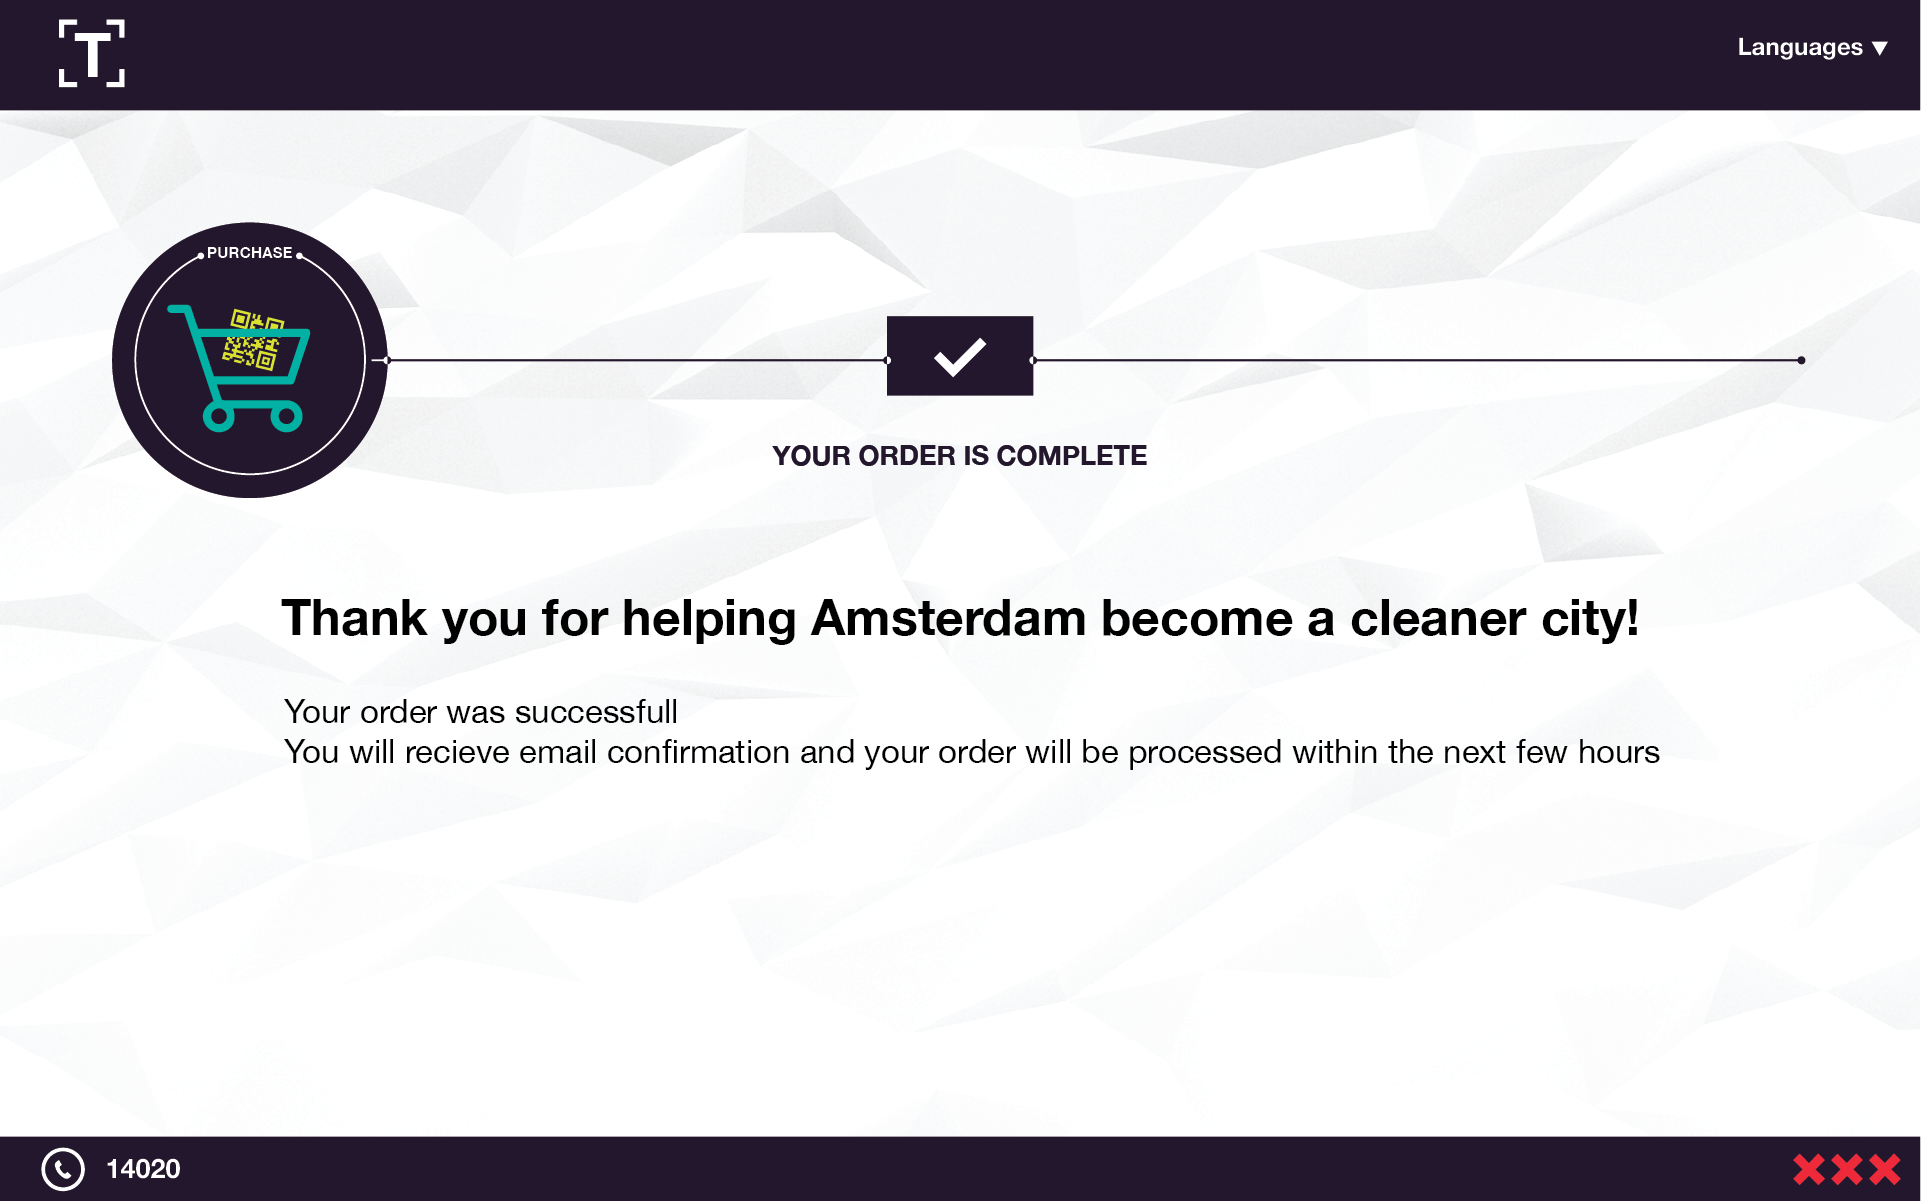 T
Languages ▼
PURCHASE
YOUR ORDER IS COMPLETE
Thank you for helping Amsterdam become a cleaner city!
Your order was successfull
You will recieve email confirmation and your order will be processed within the next few hours
14020